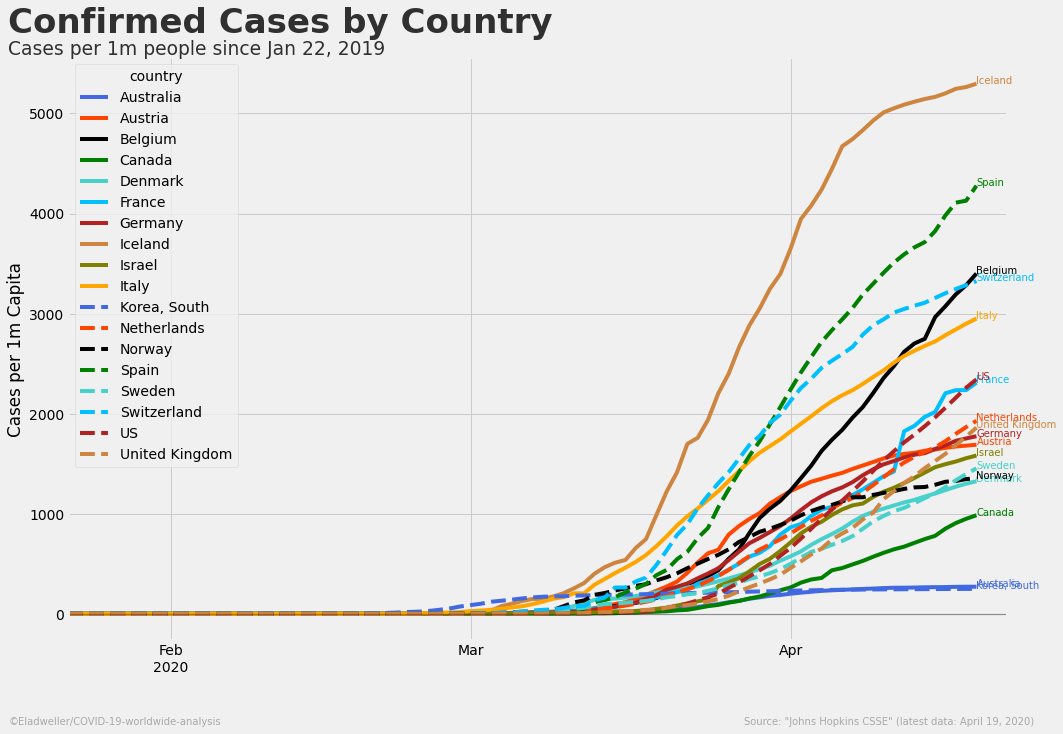 Confirmed Cases by Country
Cases per 1m people since Jan 22, 2019
country
Australia
Austria
Belgium
Canada
Denmark
France
Germany
Iceland
Israel
Italy
Korea, South
Netherlands
Norway
Spain
Sweden
Switzerland
US
United Kingdom
Cases per 1m Capita
5000
4000
3000
2000
1000
0
Iceland
Spain
Belgium
Switzerland
Italy
US
France
Netherlands
United Kingdom
Germany
Austria
Israel
Sweden
Norway
Denmark
Canada
Australia
Korea, South
Feb
2020
Mar
Apr
©Eladweller/COVID-19-worldwide-analysis
Source: "Johns Hopkins CSSE" (latest data: April 19, 2020)